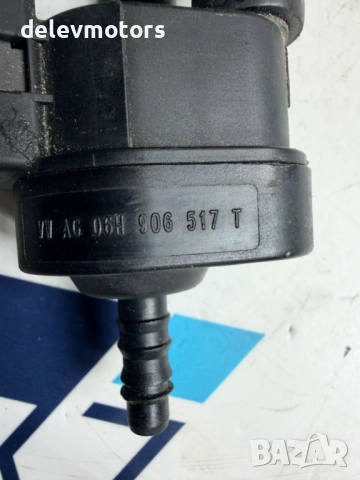 delevmotors
VW AG 06H 906 517 T
BAZAR